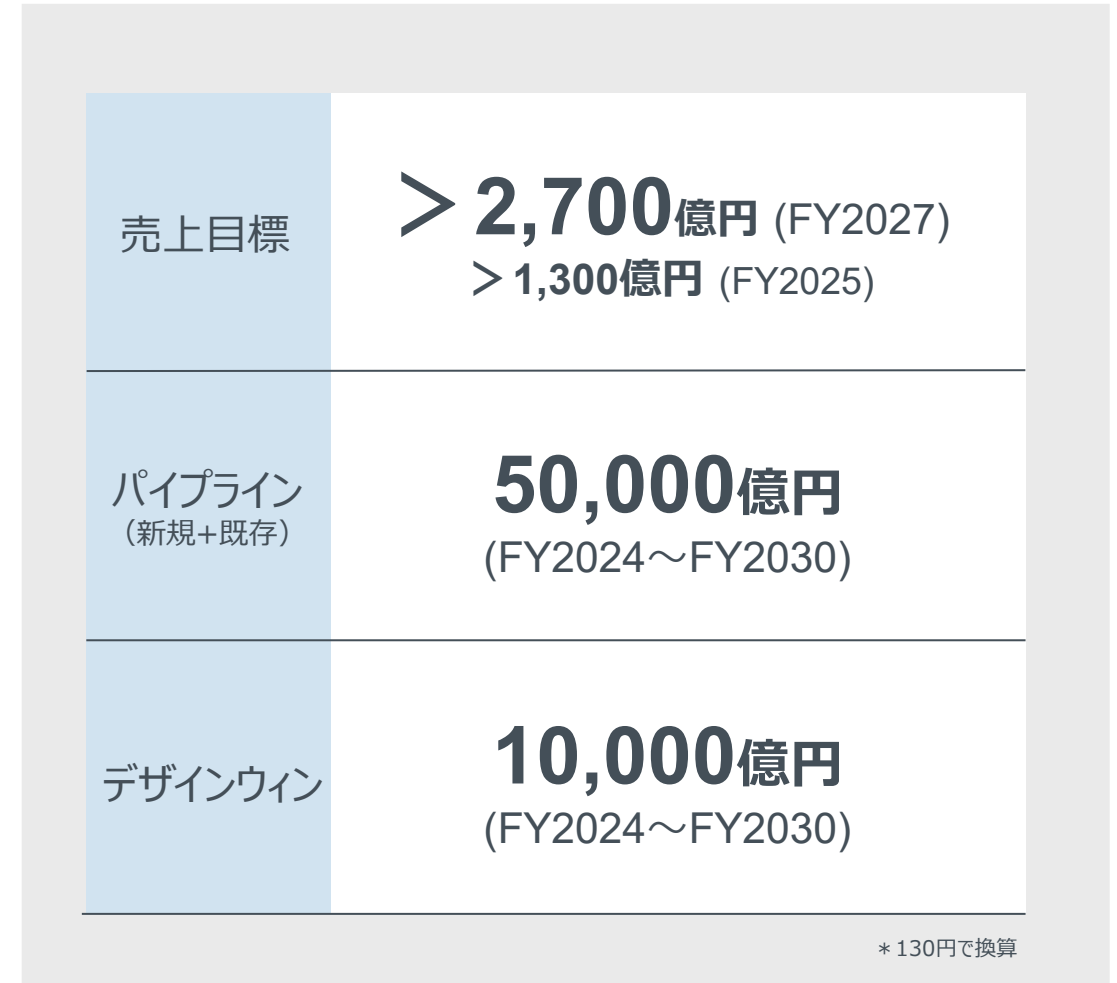 売上目標
＞2,700億円 (FY2027)
＞1,300億円 (FY2025)
パイプライン
（新規+既存）
50,000億円
(FY2024～FY2030)
デザインウィン
10,000億円
(FY2024～FY2030)
＊130円で換算